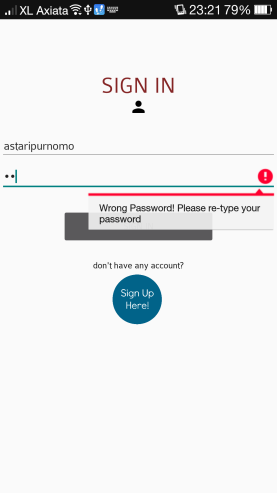 XL Axiata 23:21 79%
SIGN IN
astaripurnomo
Wrong Password! Please re-type your
password
don't have any account?
Sign Up
Here!